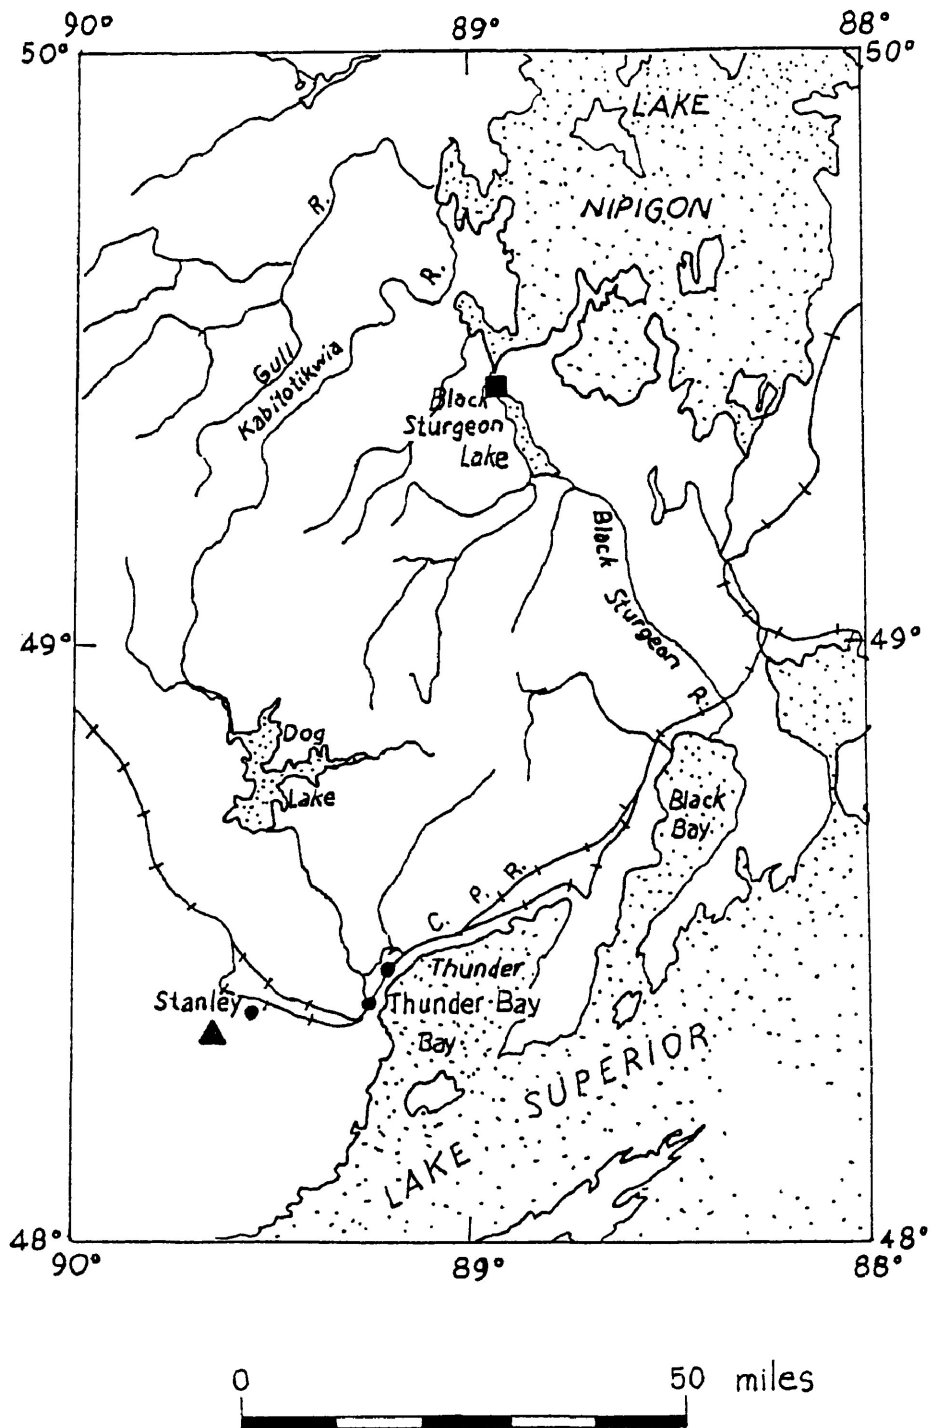 90° 89° 88°
50° 50°
LAKE
NIPIGON
R.
R.
Gull
Kabitotikwia
Black
Sturgeon
Lake
Black
Sturgeon
R.
49° 49°
Dog
Lake
Black
Bay
C. P. R.
Thunder
Stanley
Thunder Bay
Bay
LAKE SUPERIOR
48° 48°
90° 89° 88°
0 50 miles